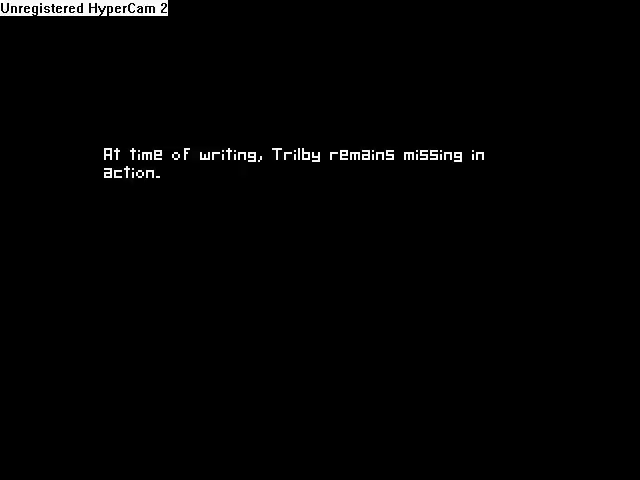 Unregistered HyperCam 2
At time of writing, Trilby remains missing in
action.